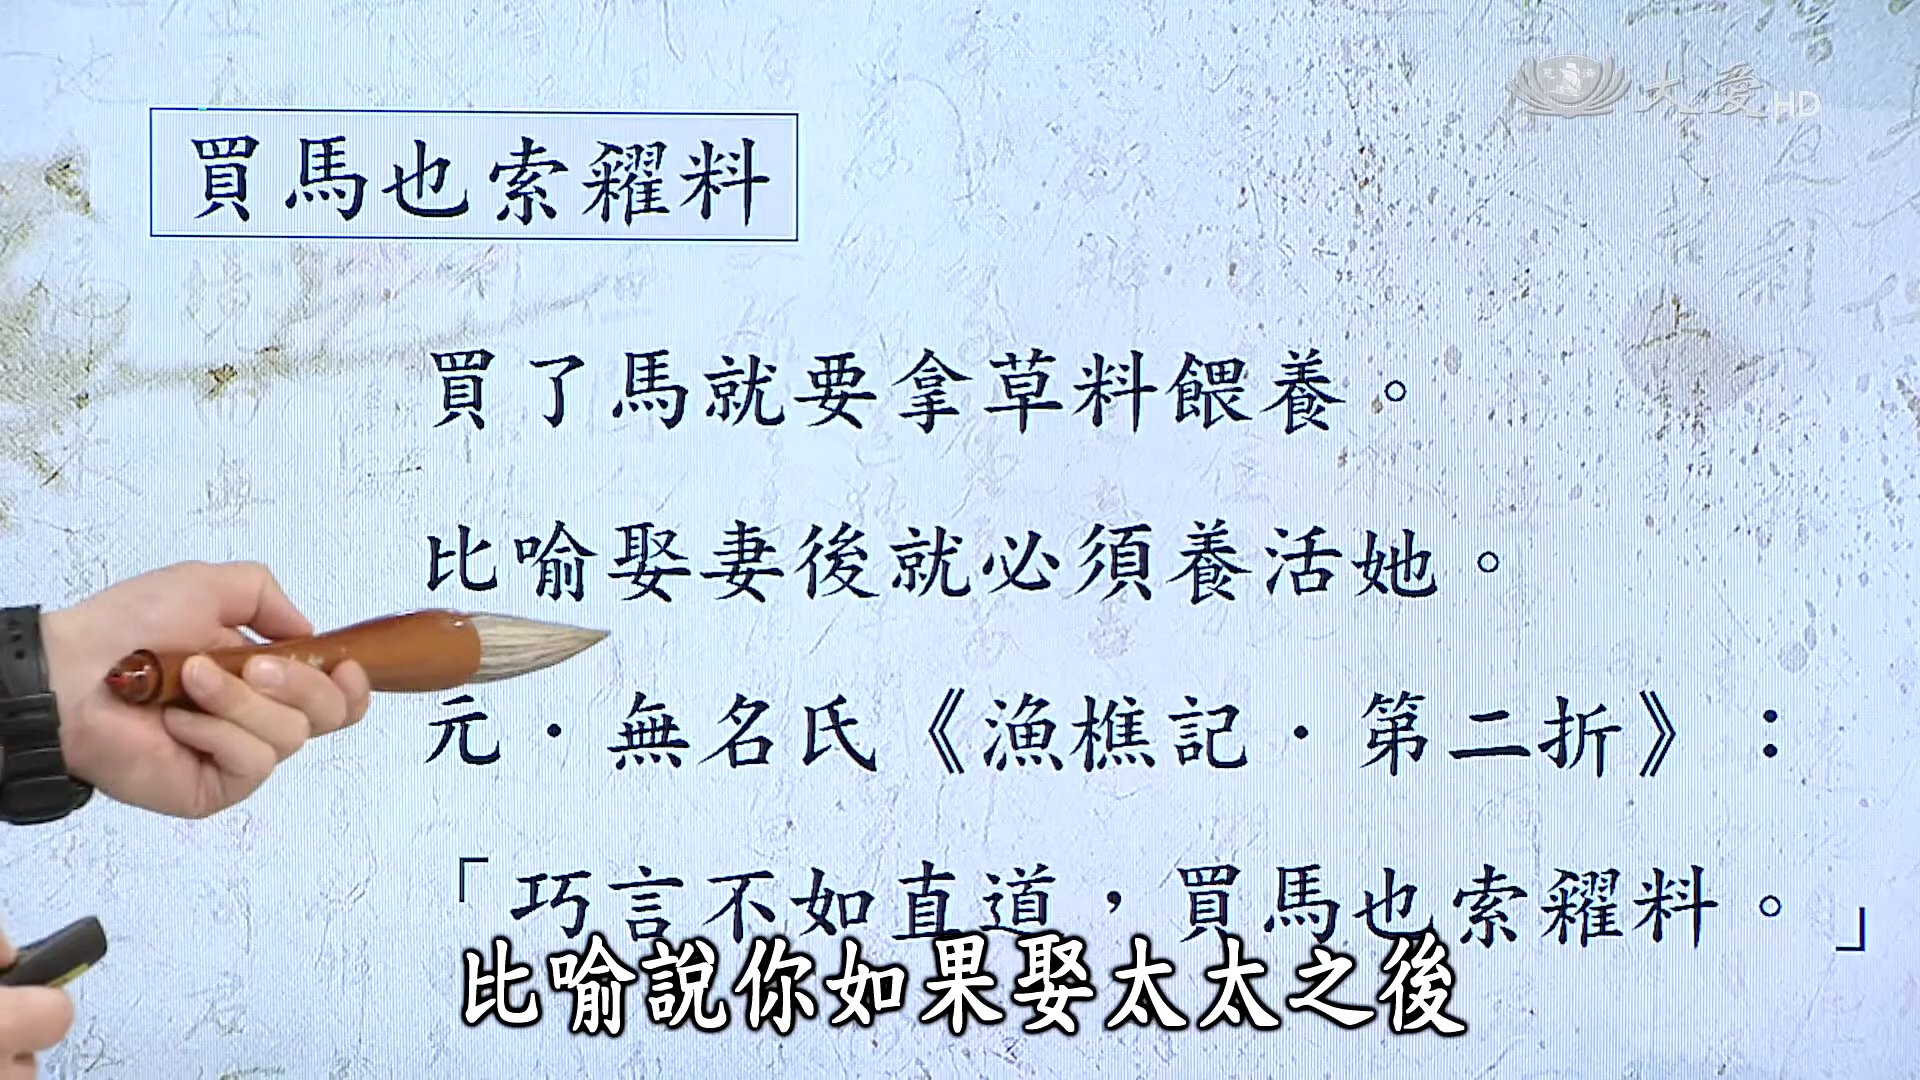 大愛HD
買馬也索糴料
買了馬就要拿草料餵養。
比喻娶妻後就必須養活她。
元·無名氏《漁樵記·第二折》：
「巧言不如直道，買馬也索糴料。」
比喻說你如果娶太太之後